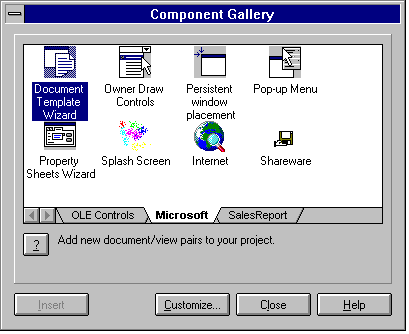 Component Gallery
Document Template Wizard
Owner Draw Controls
Persistent window placement
Pop-up Menu
Property Sheets Wizard
Splash Screen
Internet
Shareware
OLE Controls
Microsoft
SalesReport
?
Add new document/view pairs to your project.
Insert
Customize...
Close
Help